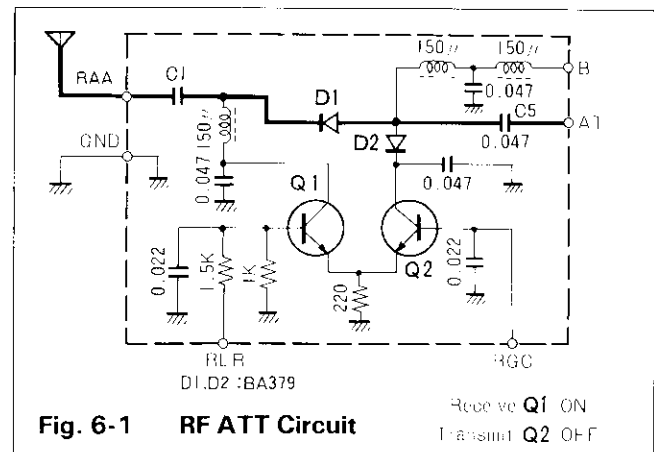 150μ 150μ
RAA C1 B
0.047
D1 C5
GND 150μ 0.047 A1
D2
0.047 0.047
Q1
0.022 1.5K 1K Q2 0.022
220
RLR RGC
D1.D2 :BA379
Receive Q1 ON
Fig. 6-1 RF ATT Circuit
Transmit Q2 OFF